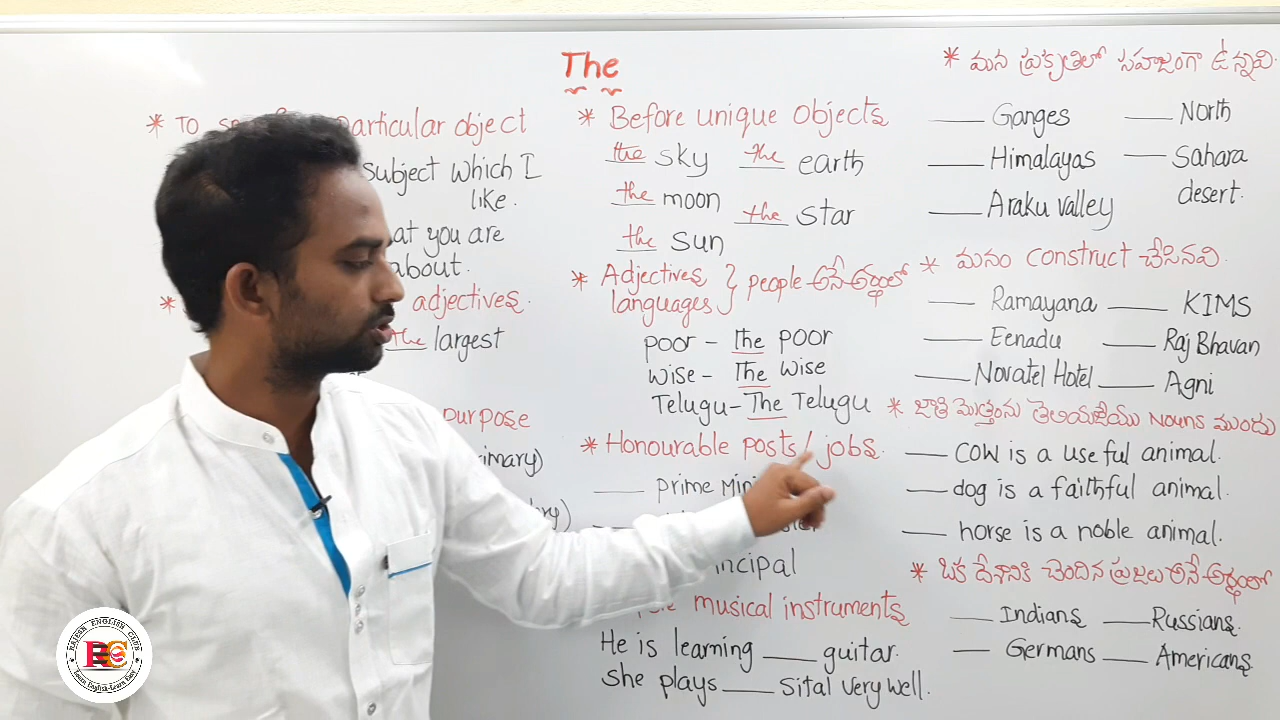 The
* To particular object
subject which I
like.
at you are
about.
* adjectives.
the largest
purpose
* Before unique objects
the sky the earth
the moon
the star
the sun
* Adjectives } people అనే అర్థంలో
languages
poor - the poor
wise - The wise
Telugu - The Telugu
* Honourable posts / jobs.
prime
* musical instruments
He is learning ___ guitar.
She plays ___ Sital very well.
* మన ప్రకృతిలో సహజంగా ఉన్నవి.
___ Ganges ___ North
___ Himalayas ___ Sahara
desert.
___ Araku valley
* మనం construct చేసినవి.
___ Ramayana ___ KIMS
___ Eenadu ___ Raj Bhavan
___ Novatel Hotel ___ Agni
* జాతి మొత్తంను తెలియజేయు Nouns ముందు
___ cow is a useful animal.
___ dog is a faithful animal.
___ horse is a noble animal.
* ఒక దేశానికి చెందిన ప్రజలు అనే అర్థంలో
___ Indians ___ Russians.
___ Germans ___ Americans.
RAJESH ENGLISH CLUB
REC